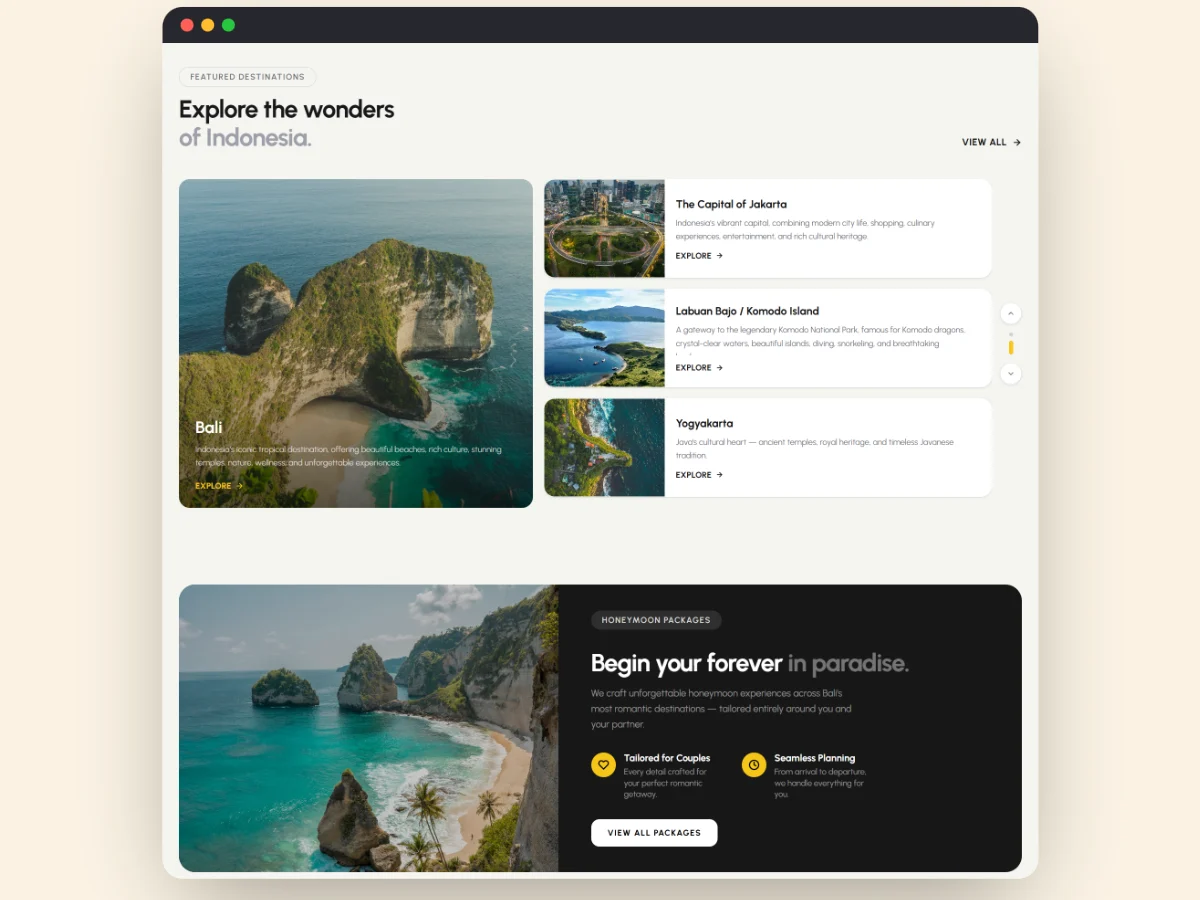 FEATURED DESTINATIONS
Explore the wonders
of Indonesia.
VIEW ALL →
Bali
Indonesia's iconic tropical destination, offering beautiful beaches, rich culture, stunning
temples, nature, wellness and unforgettable experiences.
EXPLORE →
The Capital of Jakarta
Indonesia's vibrant capital, combining modern city life, shopping, culinary
experiences, entertainment, and rich cultural heritage.
EXPLORE →
Labuan Bajo / Komodo Island
A gateway to the legendary Komodo National Park, famous for Komodo dragons,
crystal-clear waters, beautiful islands, diving, snorkeling, and breathtaking
EXPLORE →
Yogyakarta
Java's cultural heart — ancient temples, royal heritage, and timeless Javanese
tradition.
EXPLORE →
HONEYMOON PACKAGES
Begin your forever in paradise.
We craft unforgettable honeymoon experiences across Bali's
most romantic destinations — tailored entirely around you and
your partner.
Tailored for Couples
Every detail crafted for
your perfect romantic
getaway.
Seamless Planning
From arrival to departure,
we handle everything for
you.
VIEW ALL PACKAGES